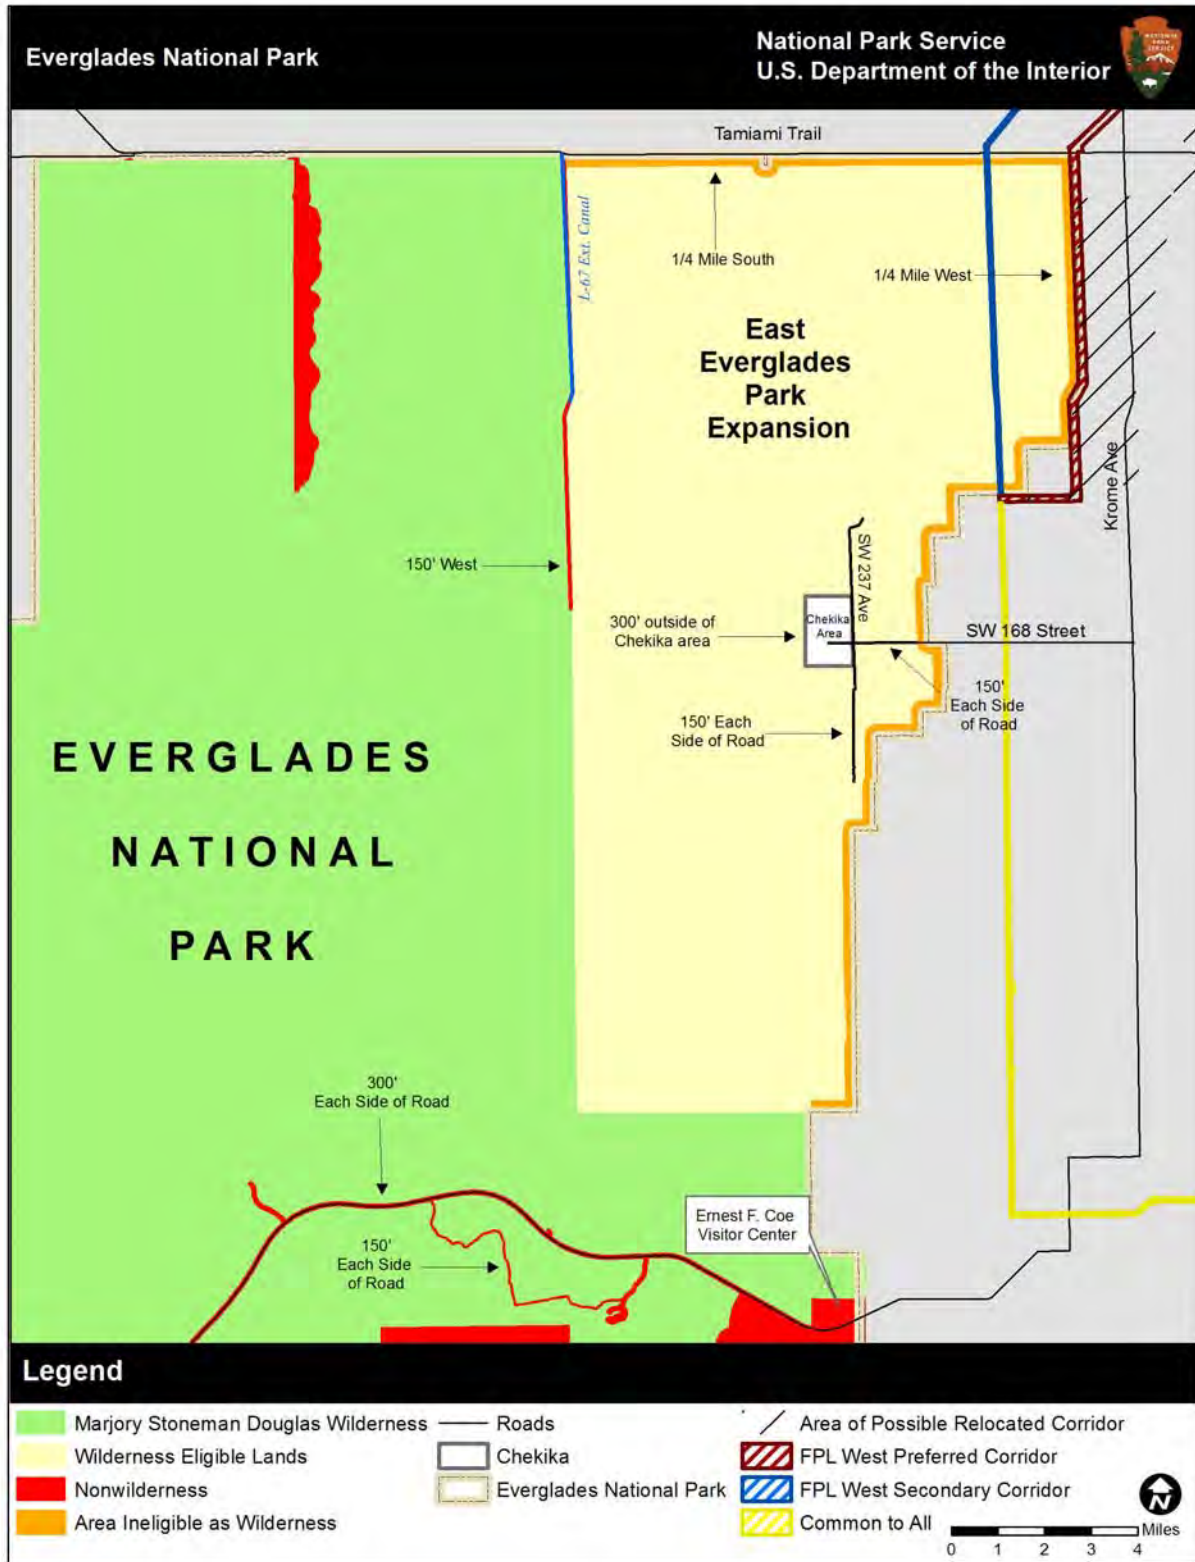 Everglades National Park
National Park Service
U.S. Department of the Interior
NATIONAL
PARK
SERVICE
Tamiami Trail
L-67 Ext. Canal
1/4 Mile South
1/4 Mile West
East
Everglades
Park
Expansion
Krome Ave
150' West
SW 237 Ave
300' outside of
Chekika area
Chekika
Area
SW 168 Street
150'
Each Side
of Road
150' Each
Side of Road
EVERGLADES
NATIONAL
PARK
300'
Each Side of Road
Ernest F. Coe
Visitor Center
150'
Each Side
of Road
Legend
Marjory Stoneman Douglas Wilderness
Wilderness Eligible Lands
Nonwilderness
Area Ineligible as Wilderness
Roads
Chekika
Everglades National Park
Area of Possible Relocated Corridor
FPL West Preferred Corridor
FPL West Secondary Corridor
Common to All
N
Miles
0 1 2 3 4